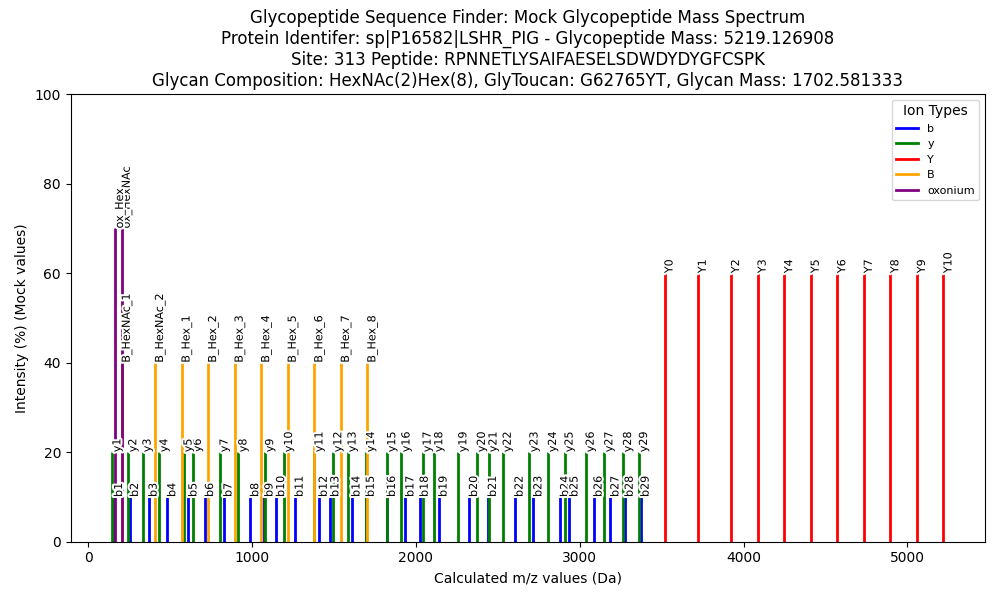 Glycopeptide Sequence Finder: Mock Glycopeptide Mass Spectrum
Protein Identifer: sp|P16582|LSHR_PIG - Glycopeptide Mass: 5219.126908
Site: 313 Peptide: RPNNETLYSAIFAESELSDWDYDYGFCSPK
Glycan Composition: HexNAc(2)Hex(8), GlyToucan: G62765YT, Glycan Mass: 1702.581333
Intensity (%) (Mock values)
100
80
60
40
20
0
Ion Types
b
y
Y
B
oxonium
ox_Hex
ox_HexNAc
Y0
Y1
Y2
Y3
Y4
Y5
Y6
Y7
Y8
Y9
Y10
B_HexNAc_1
B_HexNAc_2
B_Hex_1
B_Hex_2
B_Hex_3
B_Hex_4
B_Hex_5
B_Hex_6
B_Hex_7
B_Hex_8
y1
y2
y3
y4
y5
y6
y7
y8
y9
y10
y11
y12
y13
y14
y15
y16
y17
y18
y19
y20
y21
y22
y23
y24
y25
y26
y27
y28
y29
b1
b2
b3
b4
b5
b6
b7
b8
b9
b10
b11
b12
b13
b14
b15
b16
b17
b18
b19
b20
b21
b22
b23
b24
b25
b26
b27
b28
b29
0
1000
2000
3000
4000
5000
Calculated m/z values (Da)